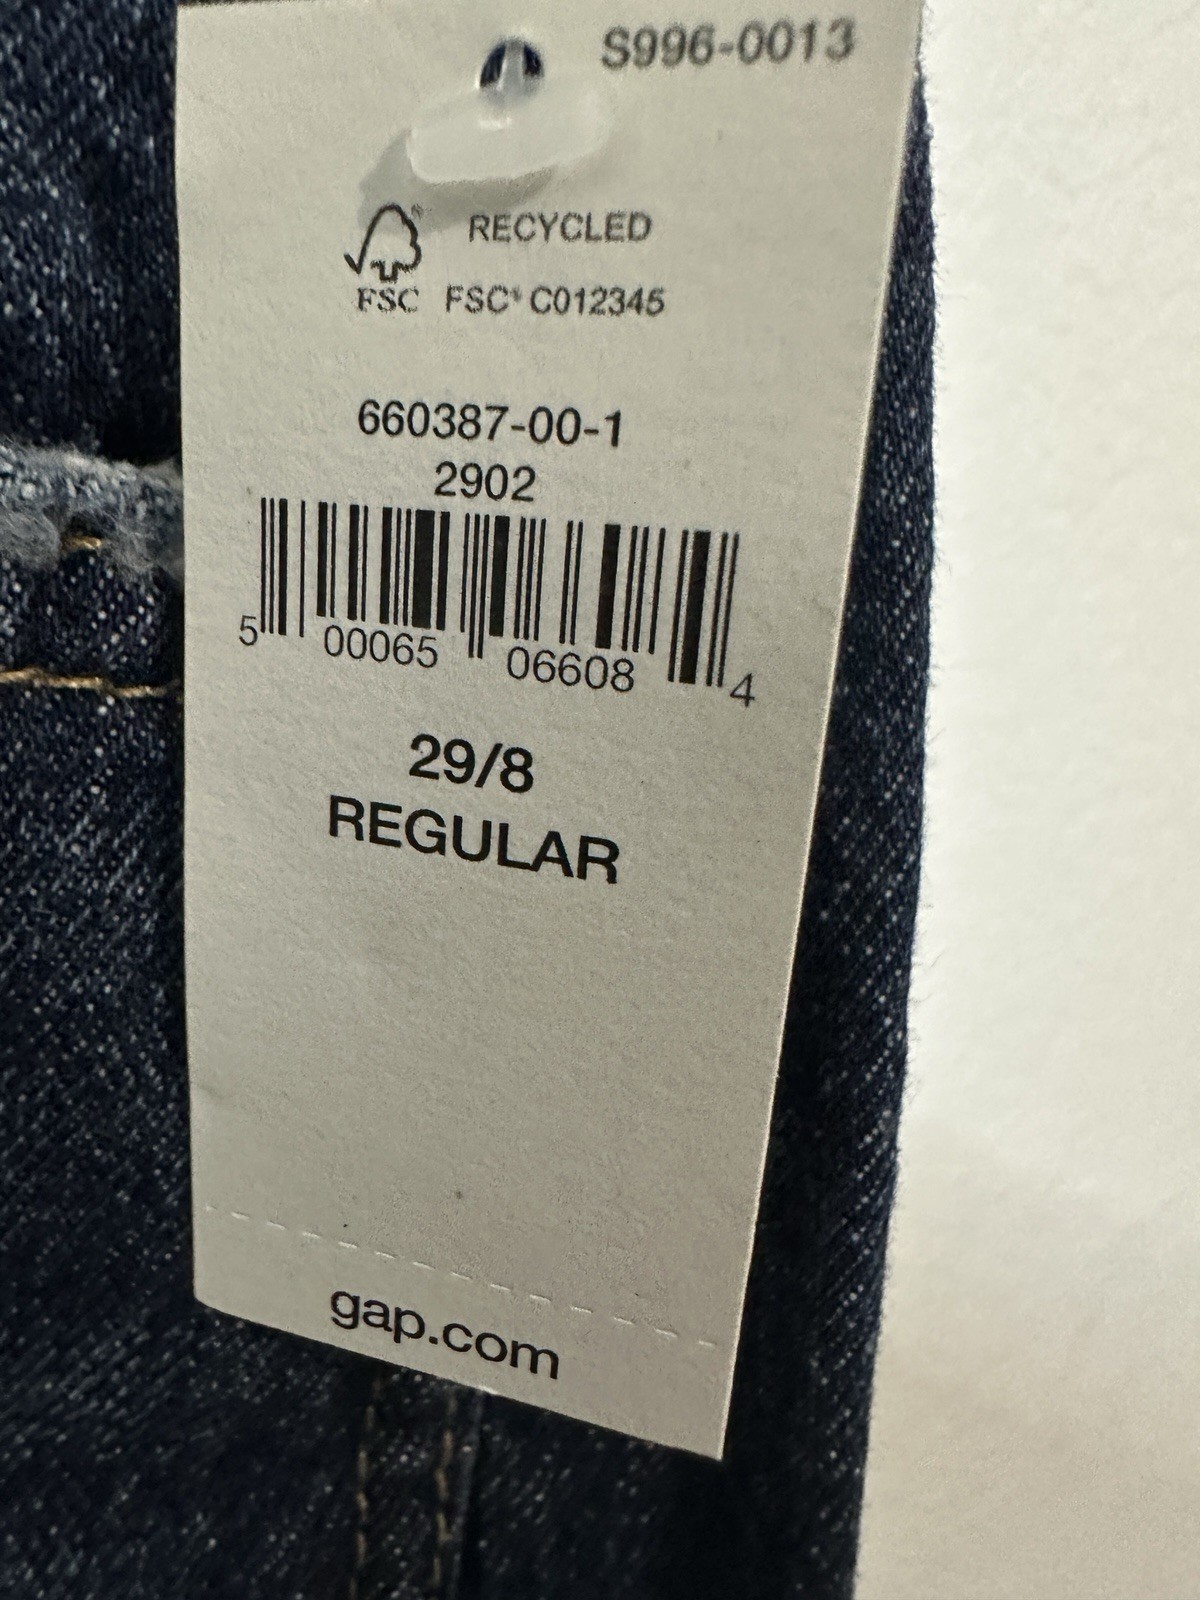 S996-0013
RECYCLED
FSC FSC® C012345
660387-00-1
2902
5 00065 06608 4
29/8
REGULAR
gap.com